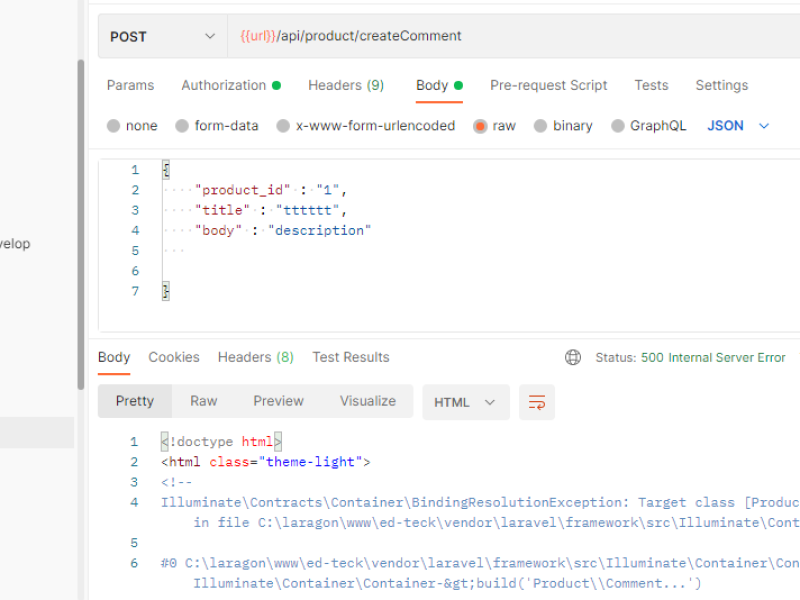 POST {{url}}/api/product/createComment
Params Authorization Headers (9) Body Pre-request Script Tests Settings
none form-data x-www-form-urlencoded raw binary GraphQL JSON
1 {
2 "product_id" : "1",
3 "title" : "tttttt",
velop
4 "body" : "description"
5
6
7 }
Body Cookies Headers (8) Test Results Status: 500 Internal Server Error
Pretty Raw Preview Visualize HTML
1 <!doctype html>
2 <html class="theme-light">
3 <!--
4 Illuminate\Contracts\Container\BindingResolutionException: Target class [Produc
in file C:\laragon\www\ed-teck\vendor\laravel\framework\src\Illuminate\Cont
5
6 #0 C:\laragon\www\ed-teck\vendor\laravel\framework\src\Illuminate\Container\Con
Illuminate\Container\Container-&gt;build('Product\\Comment...')